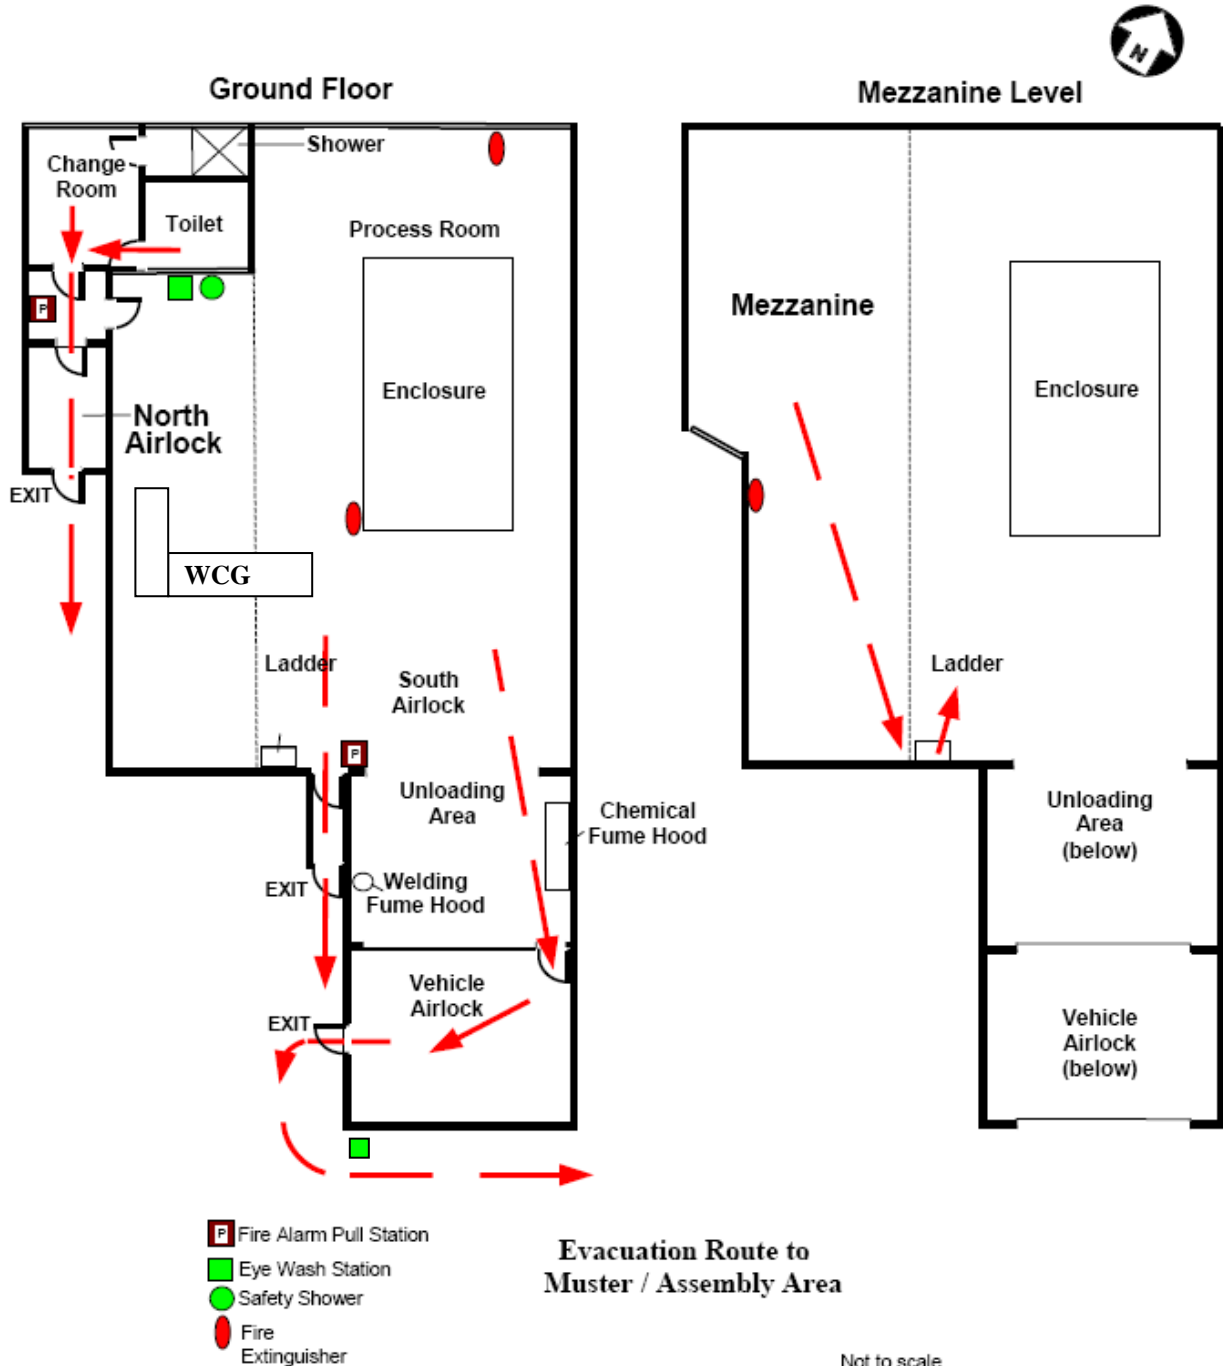 N
Ground Floor
Mezzanine Level
Shower
Change
Room
Toilet
Process Room
P
Enclosure
North
Airlock
EXIT
WCG
Ladder
South
Airlock
P
Unloading
Area
Chemical
Fume Hood
EXIT
Welding
Fume Hood
Vehicle
Airlock
EXIT
Mezzanine
Enclosure
Ladder
Unloading
Area
(below)
Vehicle
Airlock
(below)
P Fire Alarm Pull Station
Eye Wash Station
Safety Shower
Fire
Extinguisher
Evacuation Route to
Muster / Assembly Area
Not to scale